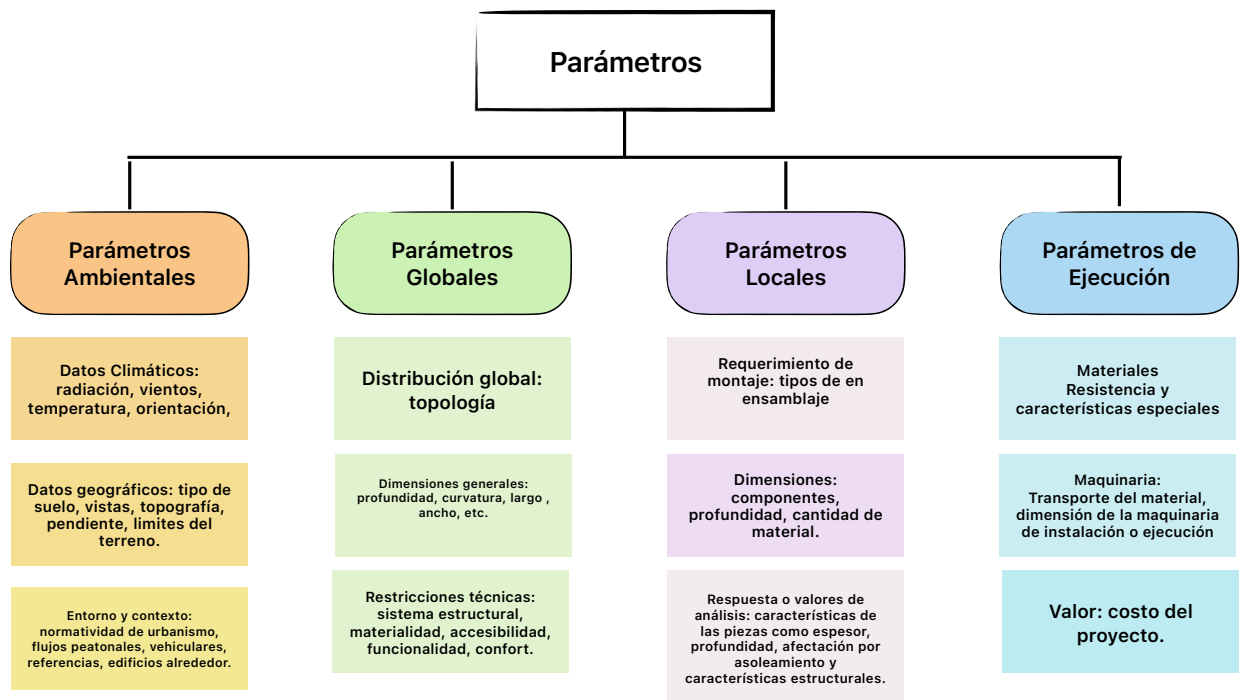 Parámetros
Parámetros
Ambientales
Datos Climáticos:
radiación, vientos,
temperatura, orientación,
Datos geográficos: tipo de
suelo, vistas, topografía,
pendiente, limites del
terreno.
Entorno y contexto:
normatividad de urbanismo,
flujos peatonales, vehiculares,
referencias, edificios alrededor.
Parámetros
Globales
Distribución global:
topología
Dimensiones generales:
profundidad, curvatura, largo ,
ancho, etc.
Restricciones técnicas:
sistema estructural,
materialidad, accesibilidad,
funcionalidad, confort.
Parámetros
Locales
Requerimiento de
montaje: tipos de en
ensamblaje
Dimensiones:
componentes,
profundidad, cantidad de
material.
Respuesta o valores de
análisis: características de
las piezas como espesor,
profundidad, afectación por
asoleamiento y
características estructurales.
Parámetros de
Ejecución
Materiales
Resistencia y
características especiales
Maquinaria:
Transporte del material,
dimensión de la maquinaria
de instalación o ejecución
Valor: costo del
proyecto.